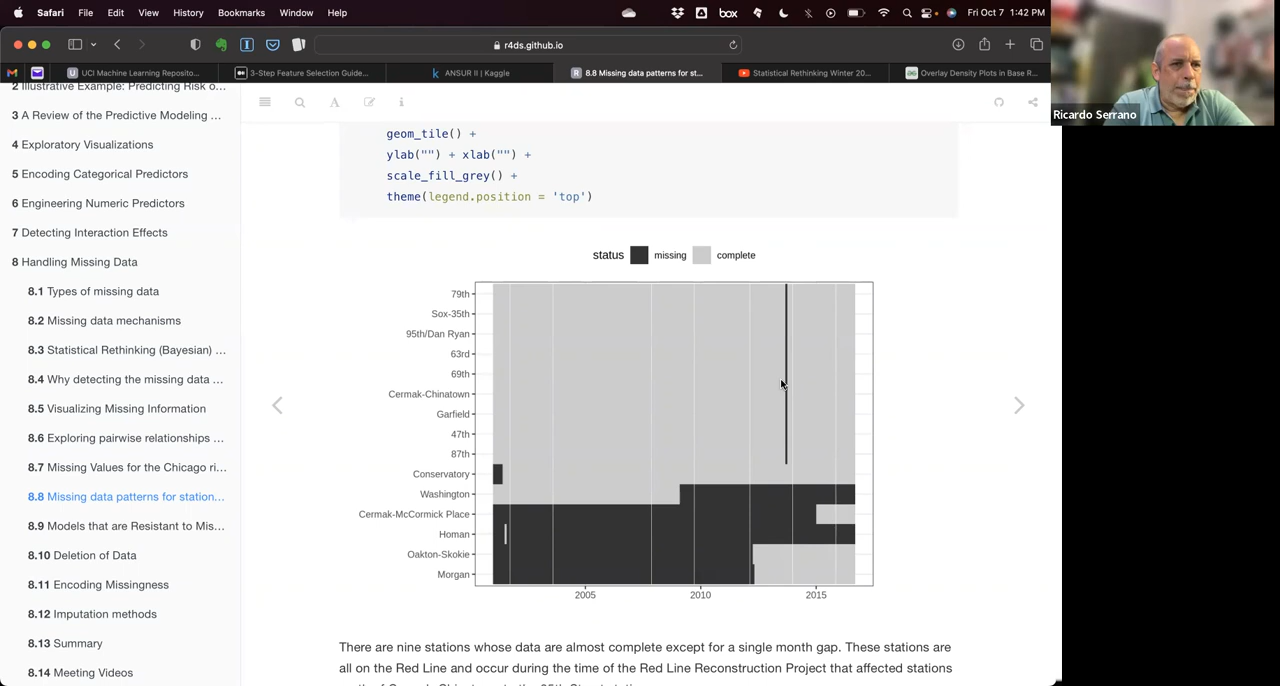 Safari File Edit View History Bookmarks Window Help
box
Fri Oct 7 1:42 PM
r4ds.github.io
UCI Machine Learning Reposito...
3-Step Feature Selection Guide...
ANSUR II | Kaggle
8.8 Missing data patterns for st...
Statistical Rethinking Winter 20...
Overlay Density Plots in Base R...
Ricardo Serrano
2 Illustrative Example: Predicting Risk o...
3 A Review of the Predictive Modeling ...
4 Exploratory Visualizations
5 Encoding Categorical Predictors
6 Engineering Numeric Predictors
7 Detecting Interaction Effects
8 Handling Missing Data
8.1 Types of missing data
8.2 Missing data mechanisms
8.3 Statistical Rethinking (Bayesian) ...
8.4 Why detecting the missing data ...
8.5 Visualizing Missing Information
8.6 Exploring pairwise relationships ...
8.7 Missing Values for the Chicago ri...
8.8 Missing data patterns for station...
8.9 Models that are Resistant to Mis...
8.10 Deletion of Data
8.11 Encoding Missingness
8.12 Imputation methods
8.13 Summary
8.14 Meeting Videos
geom_tile() +
ylab("") + xlab("") +
scale_fill_grey() +
theme(legend.position = 'top')
status missing complete
79th
Sox-35th
95th/Dan Ryan
63rd
69th
Cermak-Chinatown
Garfield
47th
87th
Conservatory
Washington
Cermak-McCormick Place
Homan
Oakton-Skokie
Morgan
2005 2010 2015
There are nine stations whose data are almost complete except for a single month gap. These stations are
all on the Red Line and occur during the time of the Red Line Reconstruction Project that affected stations